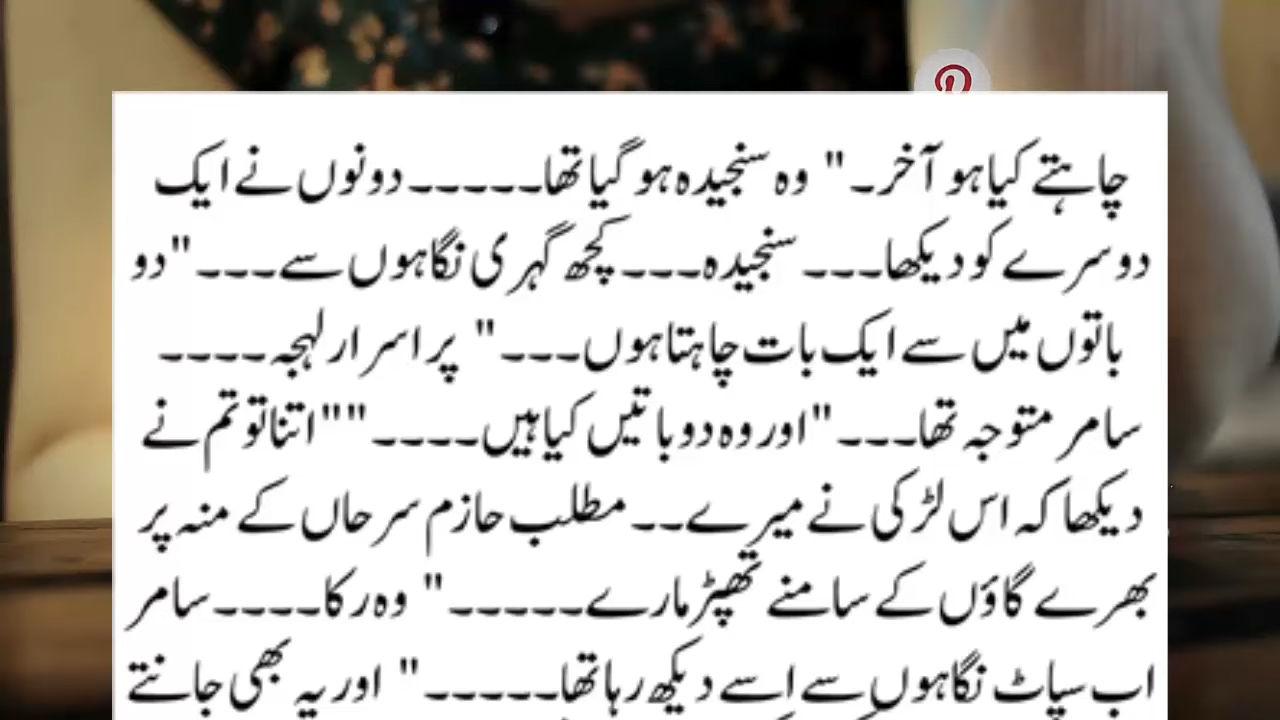 چاہتے کیا ہو آخر۔" وہ سنجیدہ ہو گیا تھا۔۔۔۔۔ دونوں نے ایک
دوسرے کو دیکھا۔۔۔ سنجیدہ۔۔۔ کچھ گہری نگاہوں سے۔۔۔"دو
باتوں میں سے ایک بات چاہتا ہوں۔۔۔" پر اسرار لہجہ۔۔۔۔
سامر متوجہ تھا۔۔۔"اور وہ دو باتیں کیا ہیں۔۔۔۔""اتنا تو تم نے
دیکھا کہ اس لڑکی نے میرے۔۔ مطلب حازم سرحاں کے منہ پر
بھرے گاؤں کے سامنے تھپڑ مارے۔۔۔۔۔" وہ رکا۔۔۔۔سامر
اب سپاٹ نگاہوں سے اسے دیکھ رہا تھا۔۔۔۔۔" اور یہ بھی جانتے